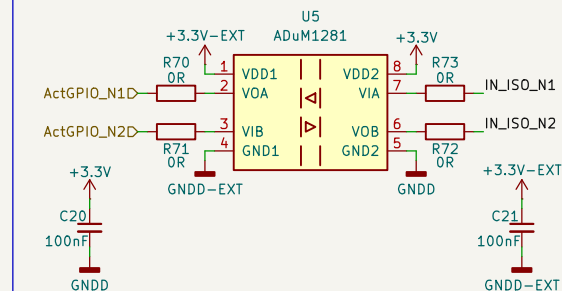 U5
ADuM1281
+3.3V-EXT
+3.3V
R70
0R
R73
0R
1 VDD1
VDD2 8
ActGPIO_N1
2 VOA
VIA 7
IN_ISO_N1
ActGPIO_N2
3 VIB
VOB 6
IN_ISO_N2
R71
0R
4 GND1
GND2 5
R72
0R
GNDD-EXT
GNDD
+3.3V
C20
100nF
GNDD
+3.3V-EXT
C21
100nF
GNDD-EXT